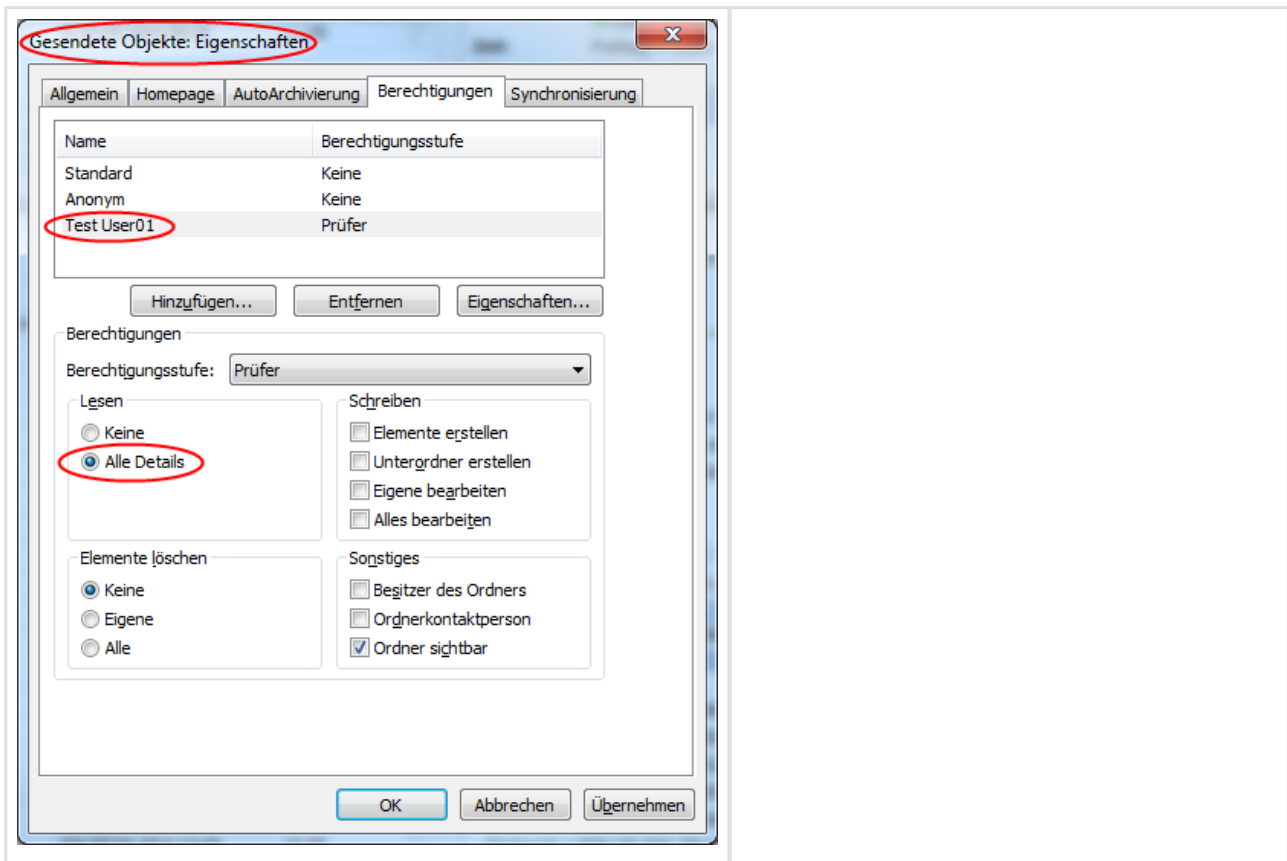 Gesendete Objekte: Eigenschaften
Allgemein Homepage AutoArchivierung Berechtigungen Synchronisierung
Name Berechtigungsstufe
Standard Keine
Anonym Keine
Test User01 Prüfer
Hinzufügen... Entfernen Eigenschaften...
Berechtigungen
Berechtigungsstufe: Prüfer
Lesen Schreiben
Keine Elemente erstellen
Alle Details Unterordner erstellen
Eigene bearbeiten
Alles bearbeiten
Elemente löschen Sonstiges
Keine Besitzer des Ordners
Eigene Ordnerkontaktperson
Alle Ordner sichtbar
OK Abbrechen Übernehmen